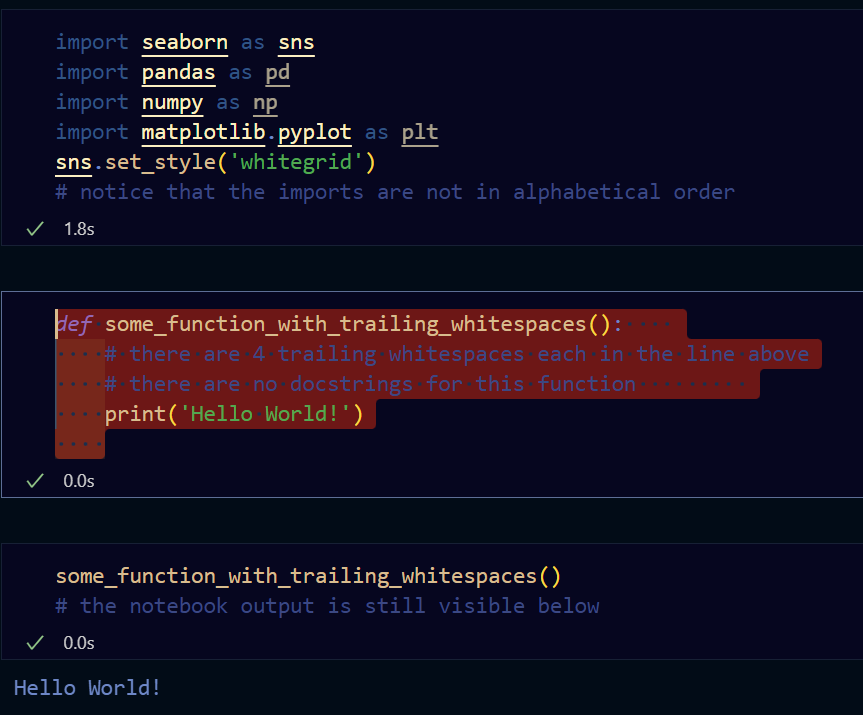 import seaborn as sns
import pandas as pd
import numpy as np
import matplotlib.pyplot as plt
sns.set_style('whitegrid')
# notice that the imports are not in alphabetical order
1.8s
def some_function_with_trailing_whitespaces():
    # there are 4 trailing whitespaces each in the line above
    # there are no docstrings for this function
    print('Hello World!')
0.0s
some_function_with_trailing_whitespaces()
# the notebook output is still visible below
0.0s
Hello World!